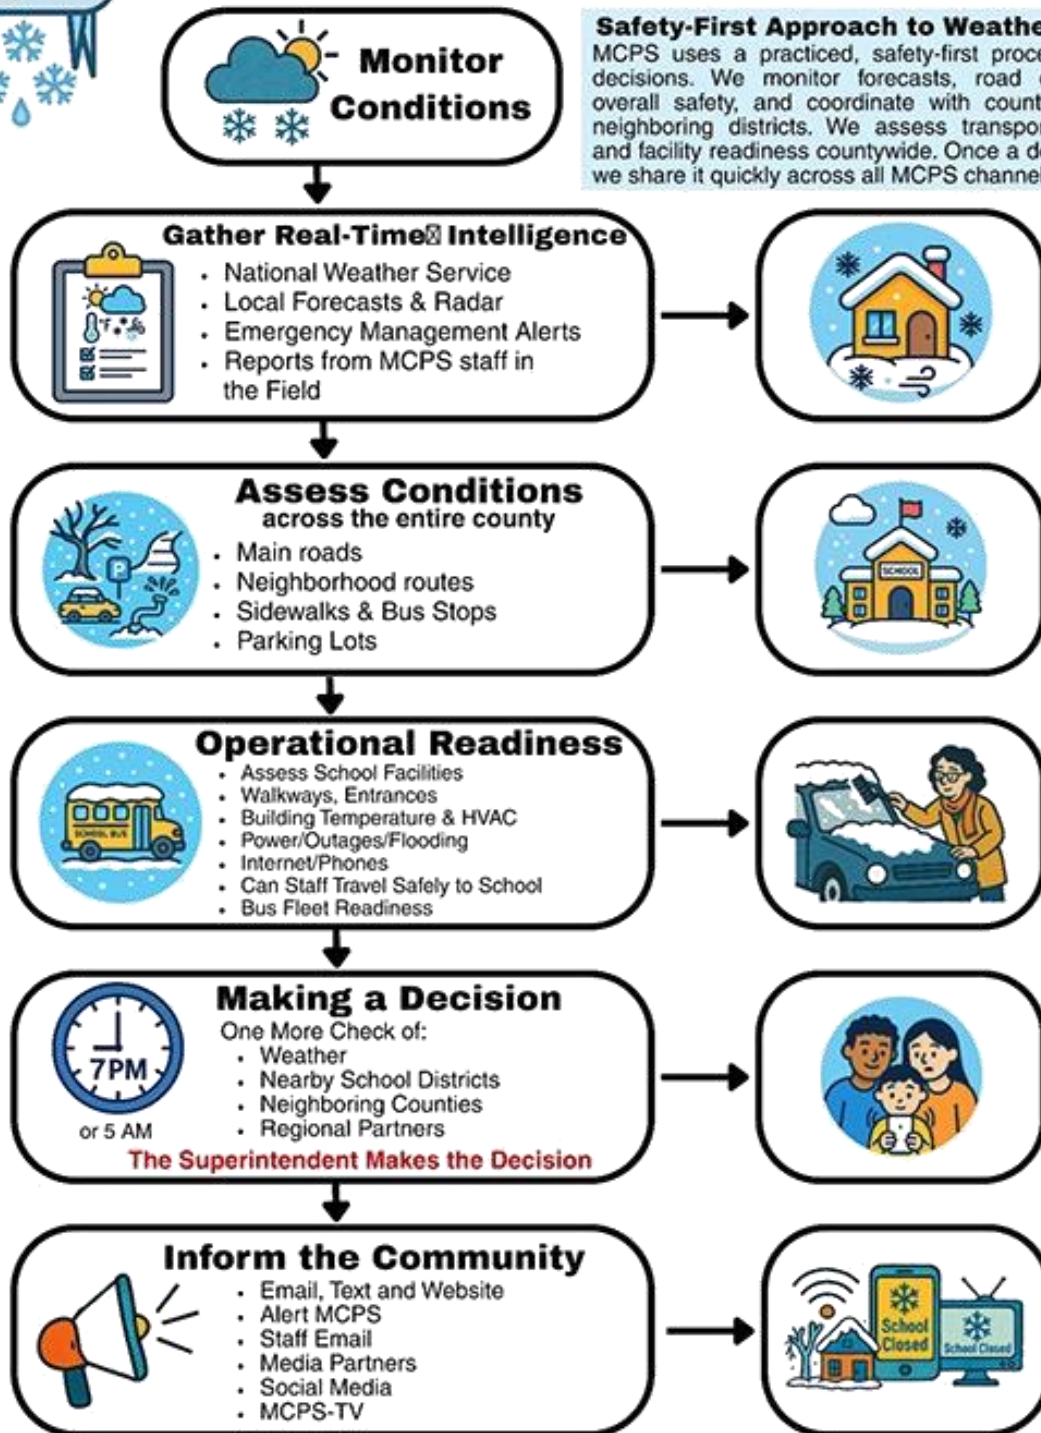 Monitor
Conditions
Safety-First Approach to Weathe
MCPS uses a practiced, safety-first proce
decisions. We monitor forecasts, road
overall safety, and coordinate with count
neighboring districts. We assess transpor
and facility readiness countywide. Once a d
we share it quickly across all MCPS channel
Gather Real-Time Intelligence
National Weather Service
Local Forecasts & Radar
Emergency Management Alerts
Reports from MCPS staff in
the Field
°F
Assess Conditions
across the entire county
Main roads
Neighborhood routes
Sidewalks & Bus Stops
Parking Lots
P
SCHOOL
Operational Readiness
Assess School Facilities
Walkways, Entrances
Building Temperature & HVAC
Power/Outages/Flooding
Internet/Phones
Can Staff Travel Safely to School
Bus Fleet Readiness
SCHOOL BUS
Making a Decision
One More Check of:
Weather
Nearby School Districts
Neighboring Counties
Regional Partners
7PM
or 5 AM
The Superintendent Makes the Decision
Inform the Community
Email, Text and Website
Alert MCPS
Staff Email
Media Partners
Social Media
MCPS-TV
School
Closed
School Closed